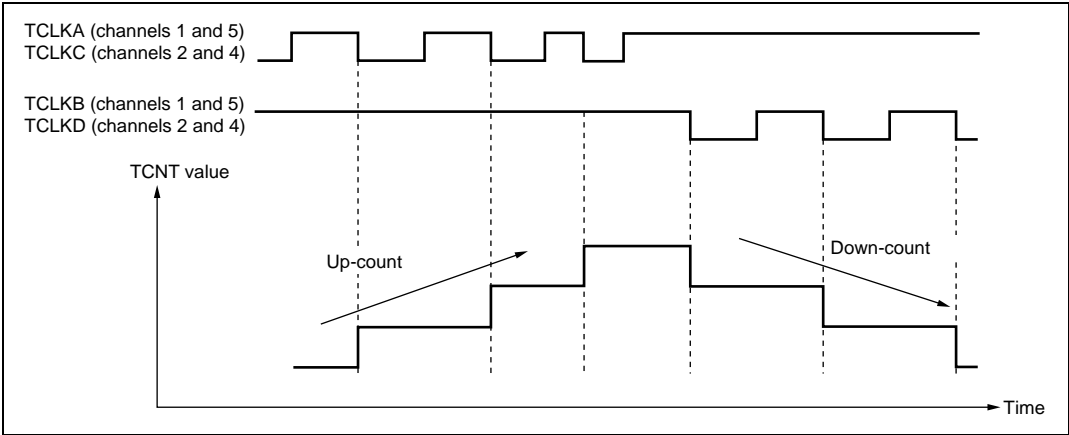 TCLKA (channels 1 and 5)
TCLKC (channels 2 and 4)
TCLKB (channels 1 and 5)
TCLKD (channels 2 and 4)
TCNT value
Up-count
Down-count
Time